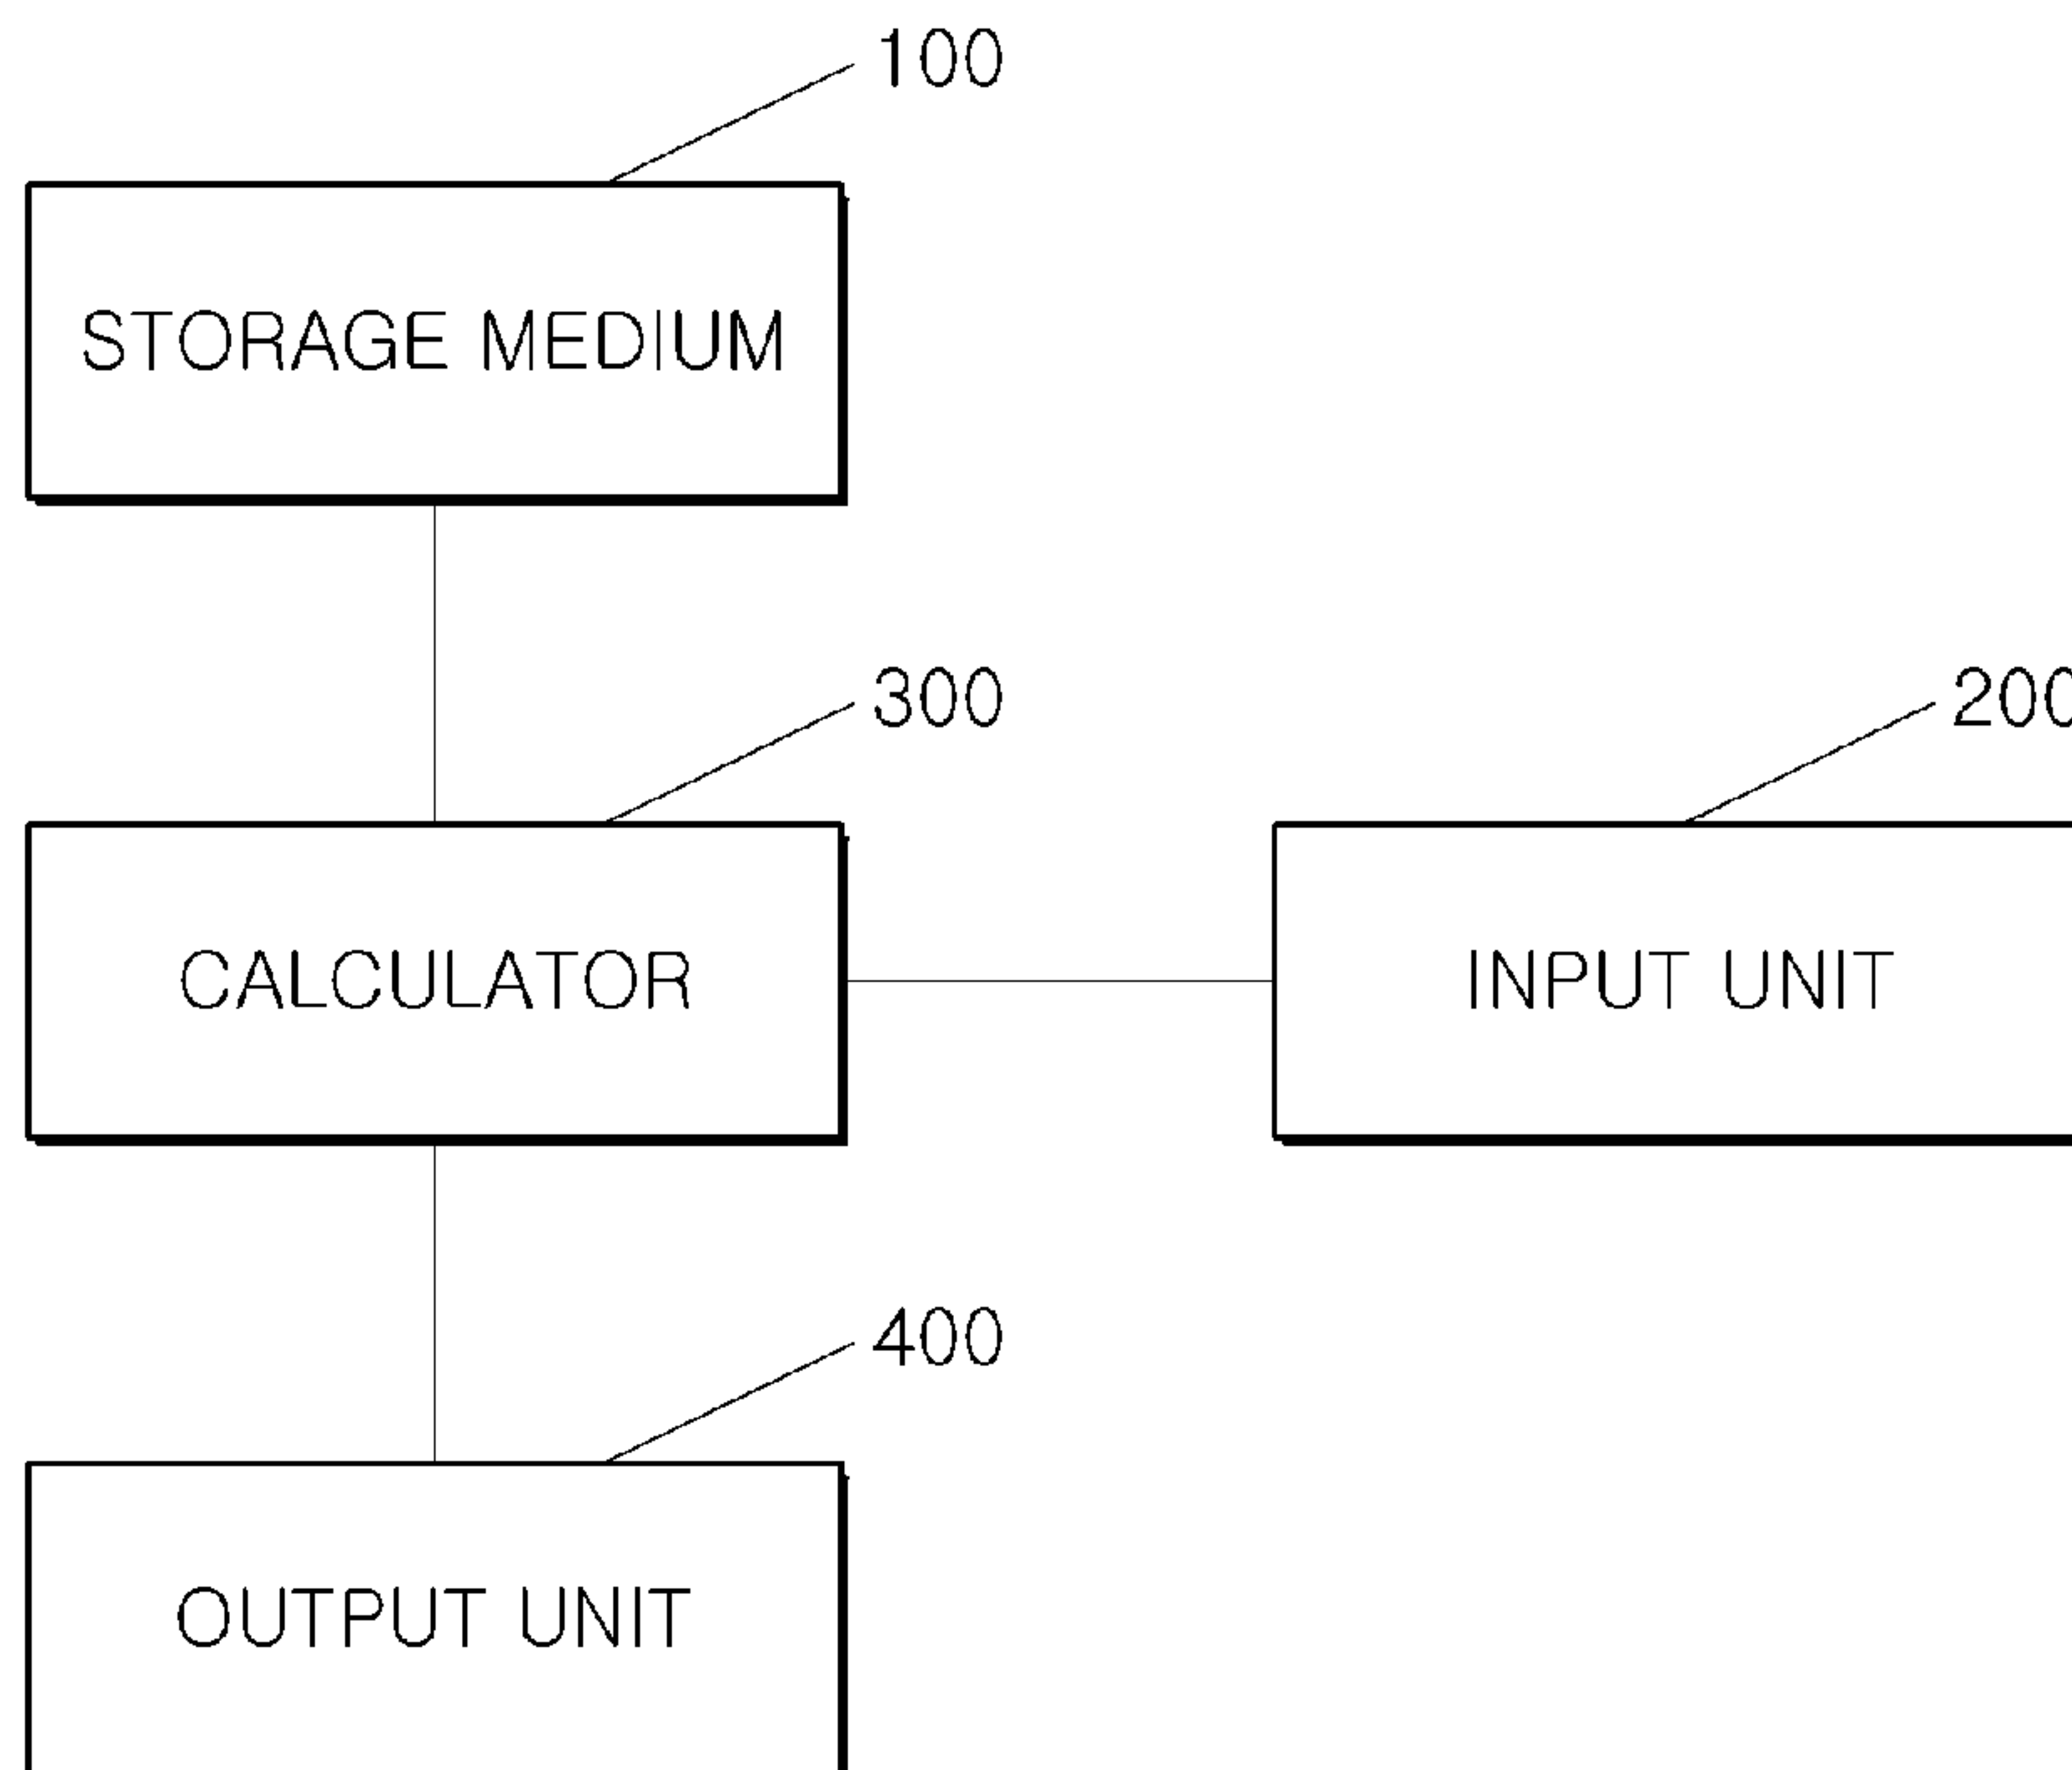 100
STORAGE MEDIUM
300
200
CALCULATOR
INPUT UNIT
400
OUTPUT UNIT